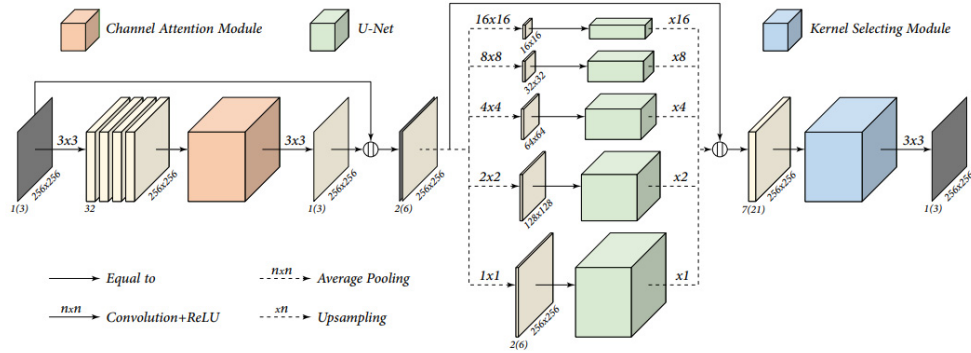 Channel Attention Module
U-Net
Kernel Selecting Module
16x16
16x16
x16
8x8
32x32
x8
4x4
64x64
x4
2x2
128x128
x2
1x1
2(6)
256x256
x1
3x3
1(3)
256x256
32
256x256
3x3
1(3)
256x256
2(6)
256x256
7(21)
256x256
3x3
1(3)
256x256
Equal to
nxn
Average Pooling
nxn
Convolution+ReLU
xn
Upsampling